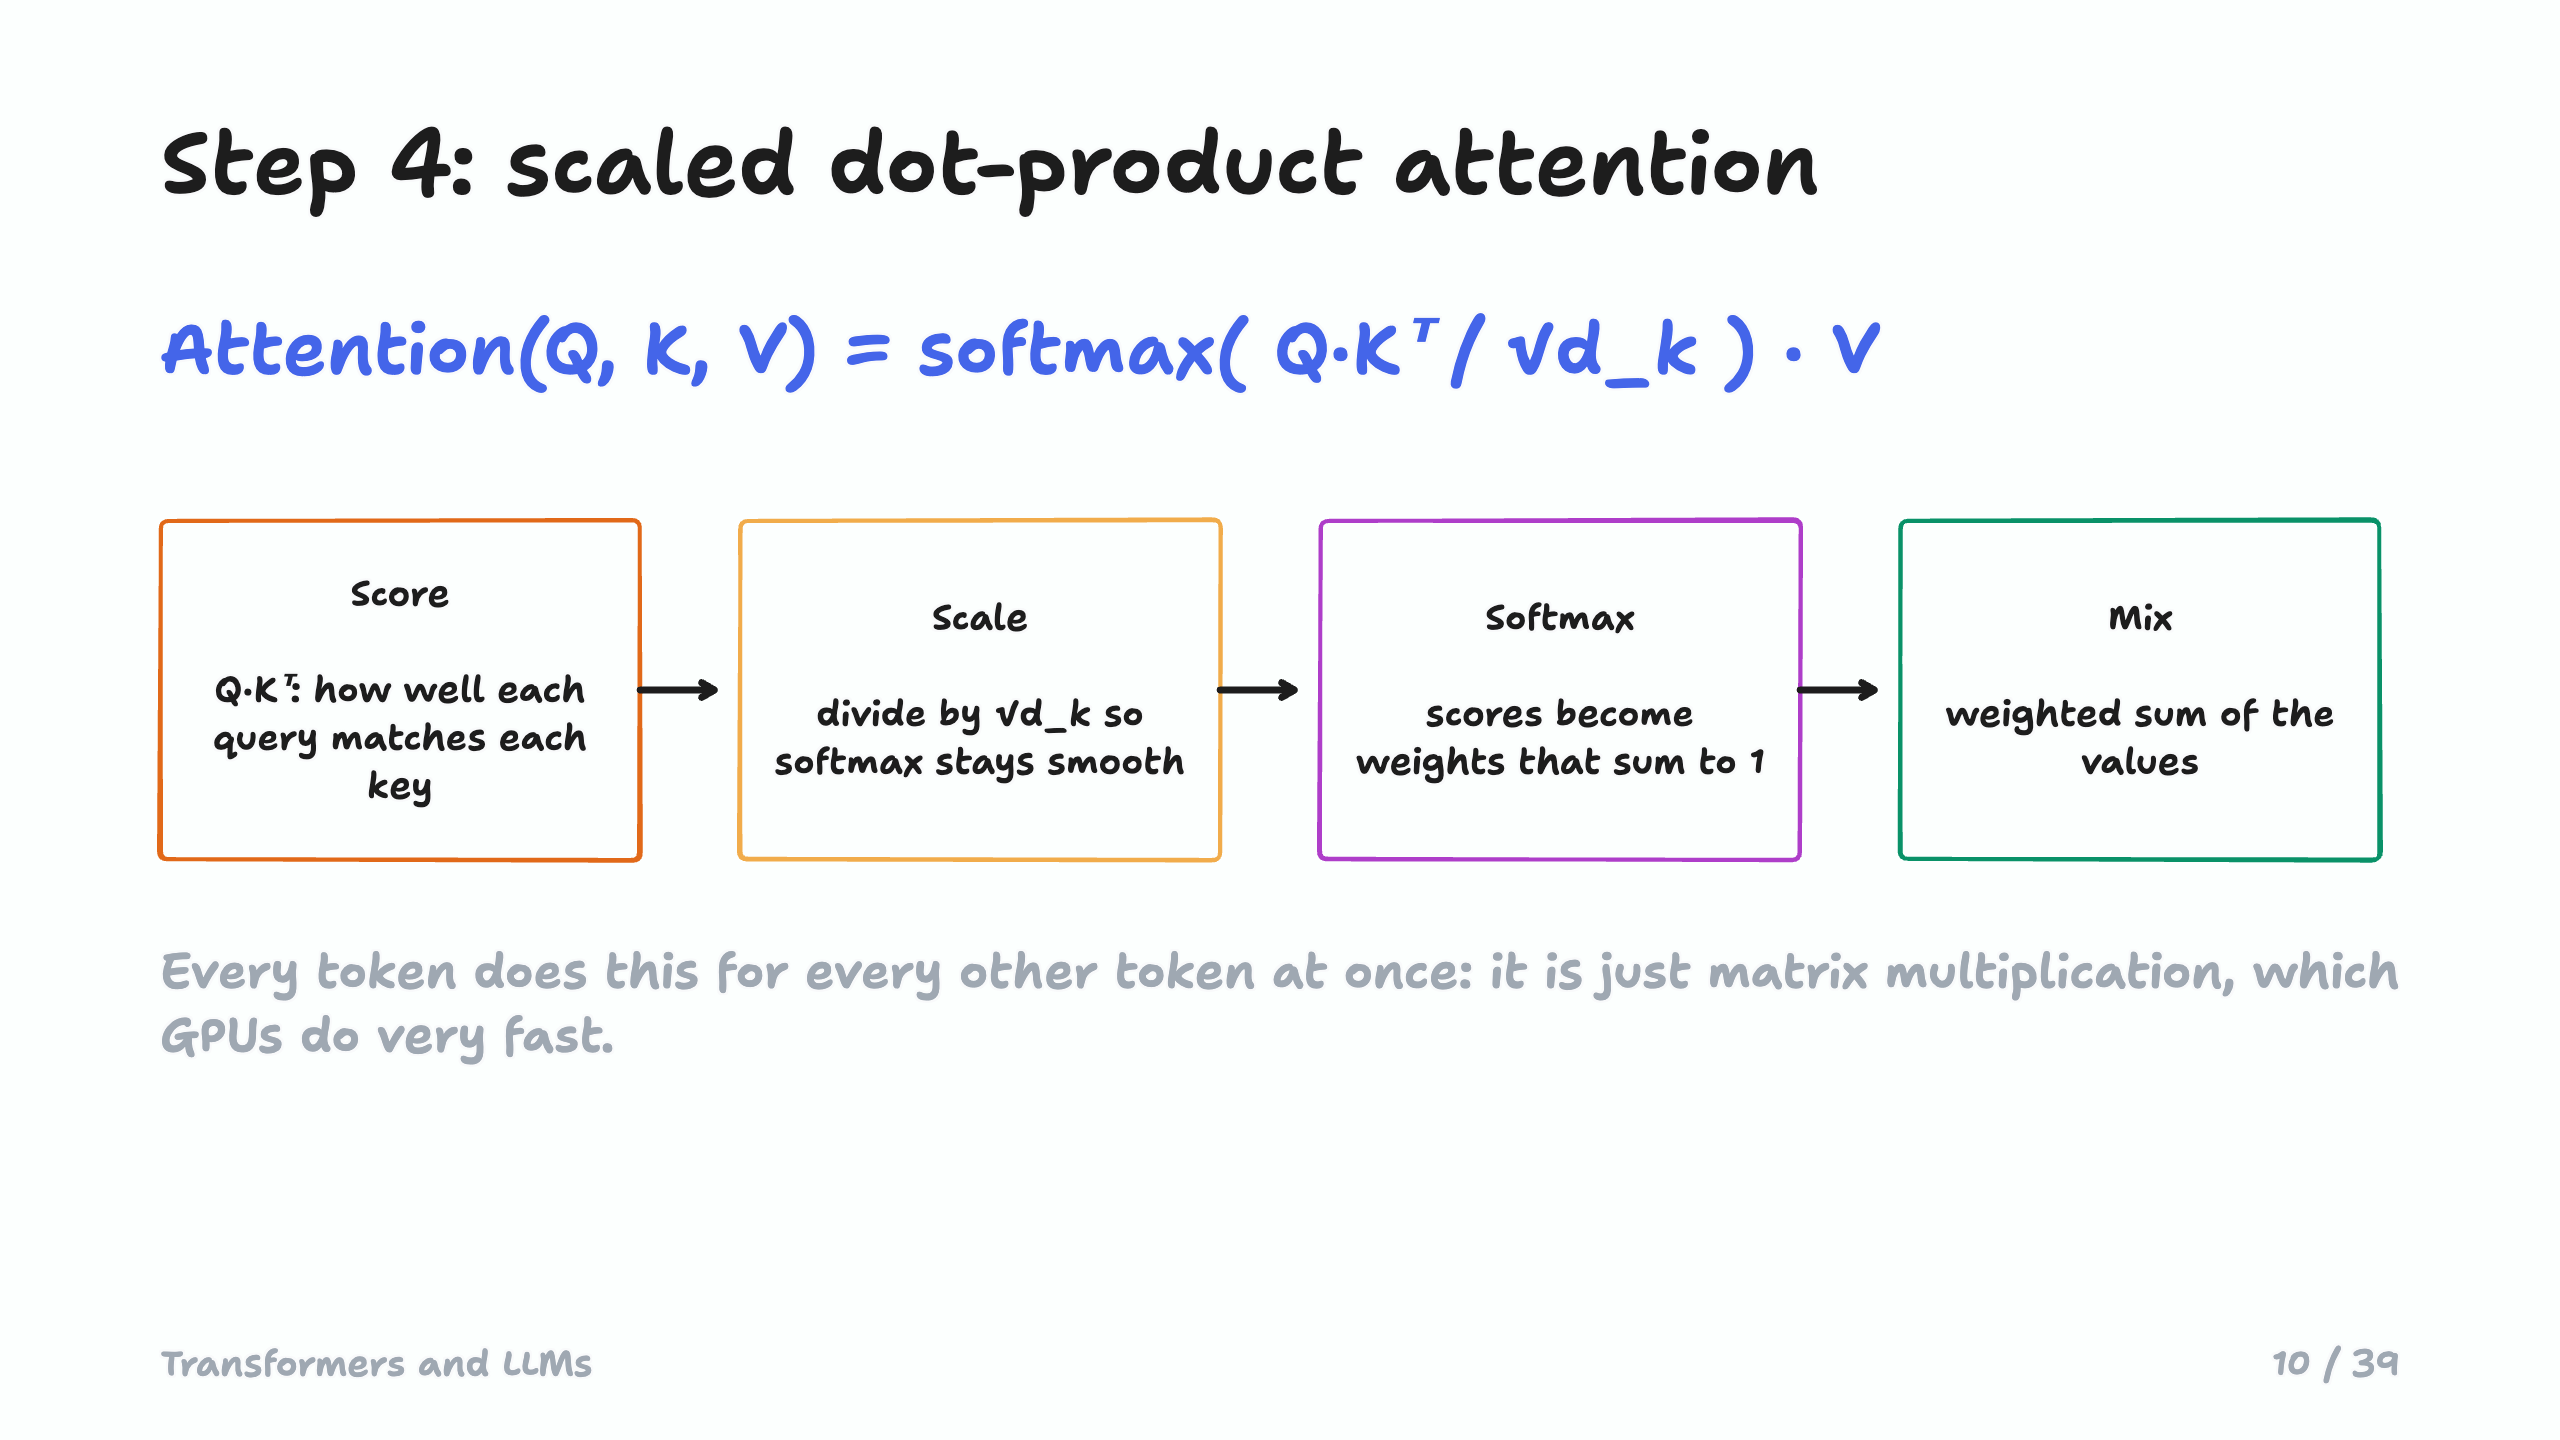 Step 4: scaled dot-product attention
Attention(Q, K, V) = softmax( Q·Kᵀ/ √d_k ) · V
Score
Q·Kᵀ: how well each
query matches each
key
Scale
divide by √d_k so
softmax stays smooth
Softmax
scores become
weights that sum to 1
Mix
weighted sum of the
values
Every token does this for every other token at once: it is just matrix multiplication, which
GPUs do very fast.
Transformers and LLMs
10 / 39